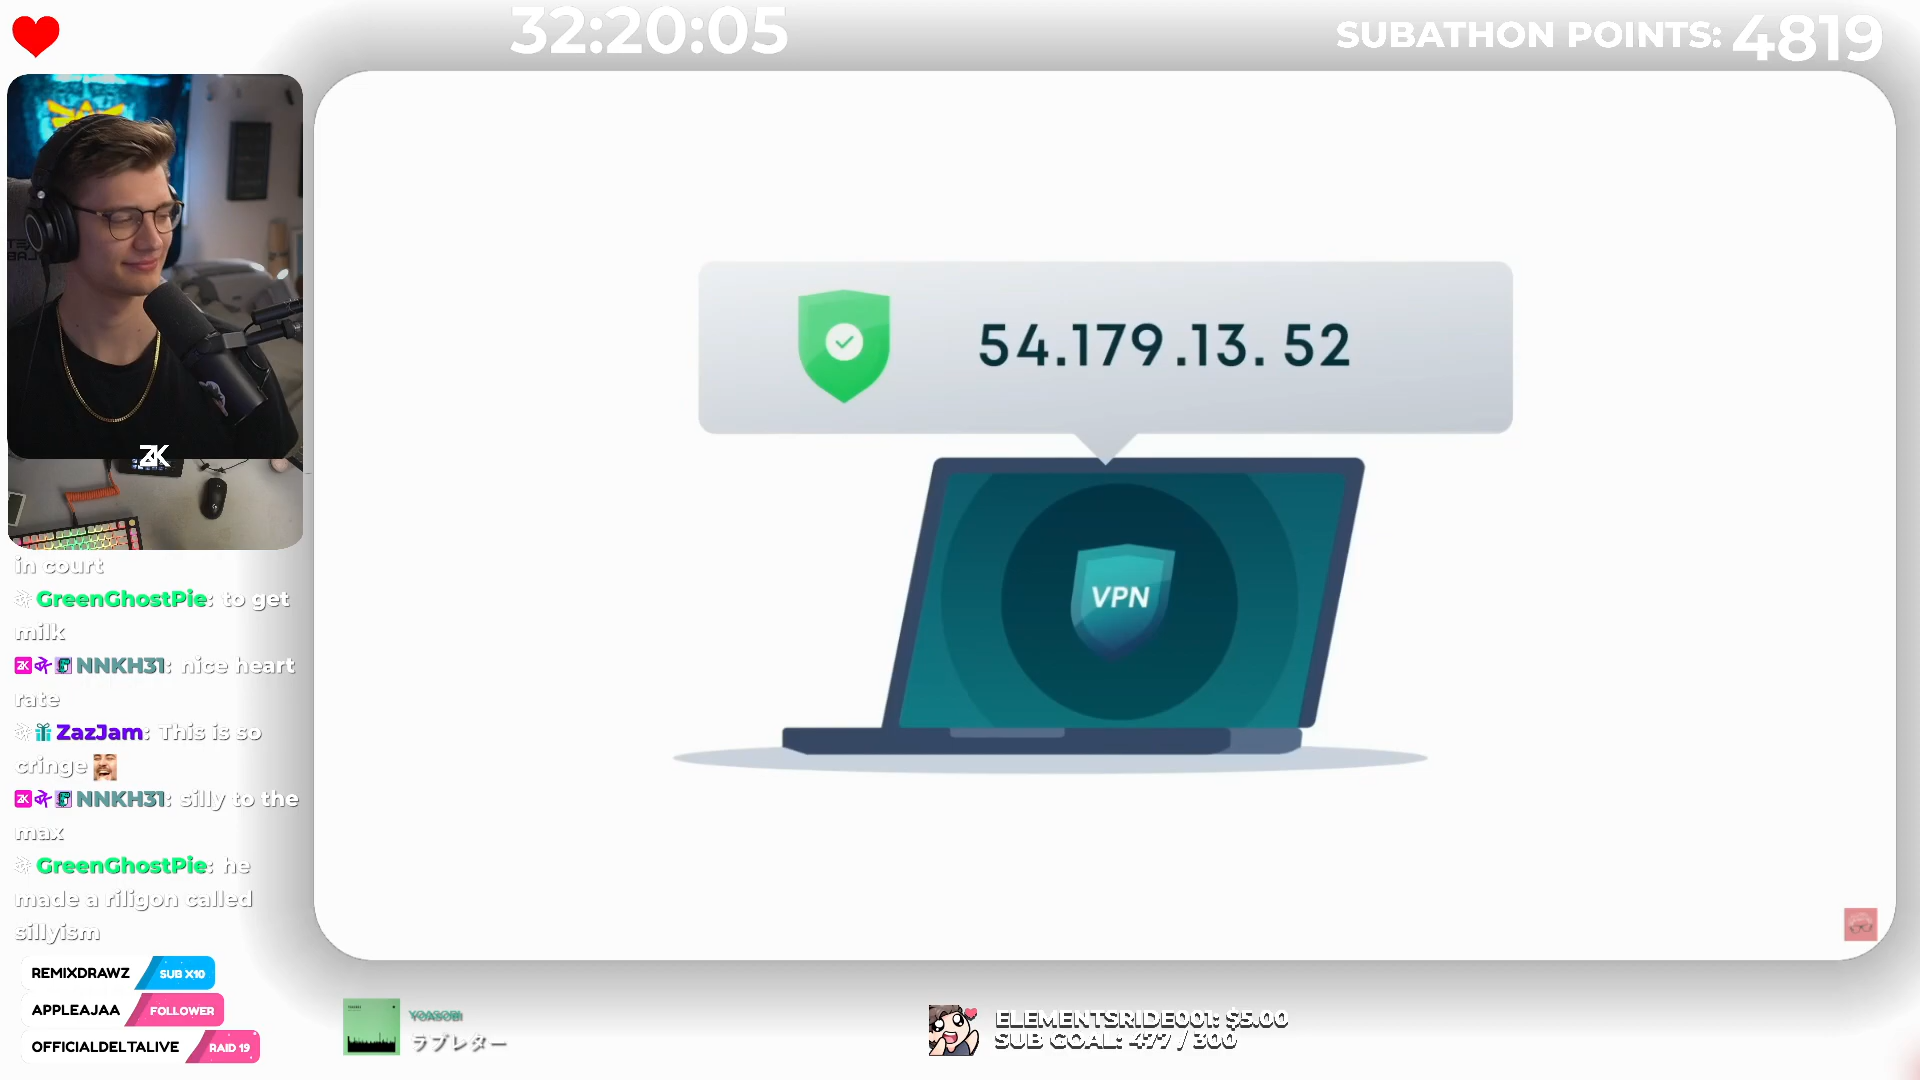 32:20:05
SUBATHON POINTS: 4819
54.179.13.52
VPN
ZK
in court
GreenGhostPie: to get
milk
NNKH31: nice heart
rate
ZazJam: This is so
cringe
NNKH31: silly to the
max
GreenGhostPie: he
made a riligon called
sillyism
REMIXDRAWZ SUB X10
APPLEAJAA FOLLOWER
OFFICIALDELTALIVE RAID 19
YOASOBI
ラブレター
ELEMENTSRIDE001: $5.00
SUB GOAL: 477 / 300